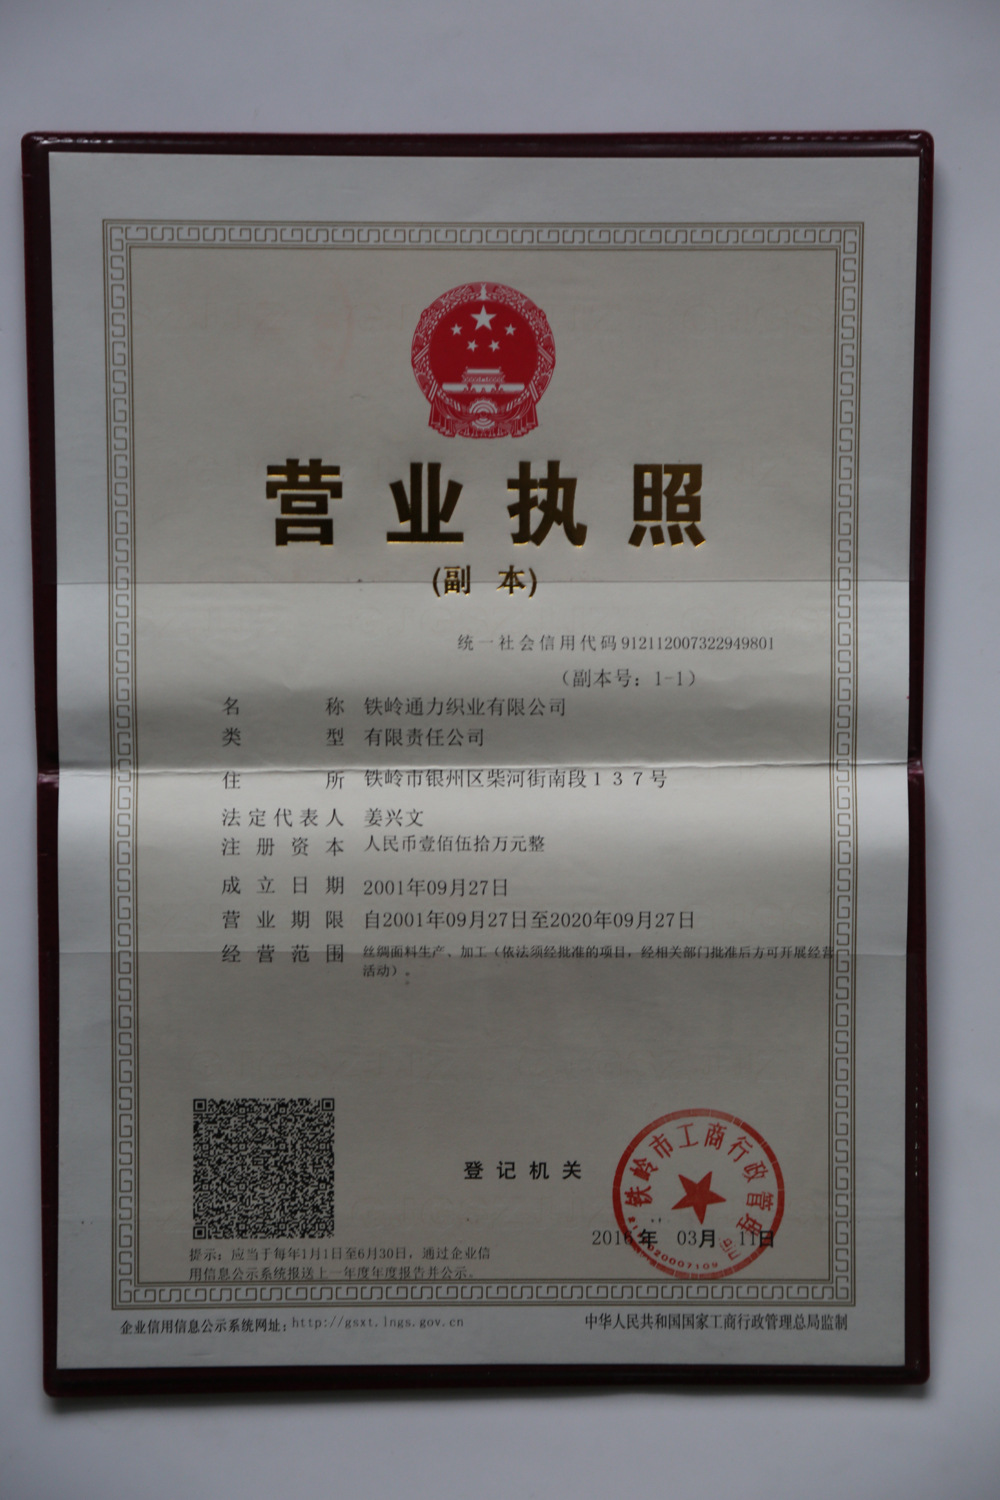 营业执照
(副 本)
统一社会信用代码 912112007322949801
（副本号：1-1）
名称 铁岭通力织业有限公司
类型 有限责任公司
住所 铁岭市银州区柴河街南段１３７号
法定代表人 姜兴文
注册资本 人民币壹佰伍拾万元整
成立日期 2001年09月27日
营业期限 自2001年09月27日至2020年09月27日
经营范围 丝绸面料生产、加工（依法须经批准的项目，经相关部门批准后方可开展经营
活动）。
登记机关
铁岭市工商行政管理局
2016年 03月 11日
提示：应当于每年1月1日至6月30日，通过企业信
用信息公示系统报送上一年度年度报告并公示。
企业信用信息公示系统网址：http://gsxt.lngs.gov.cn
中华人民共和国国家工商行政管理总局监制